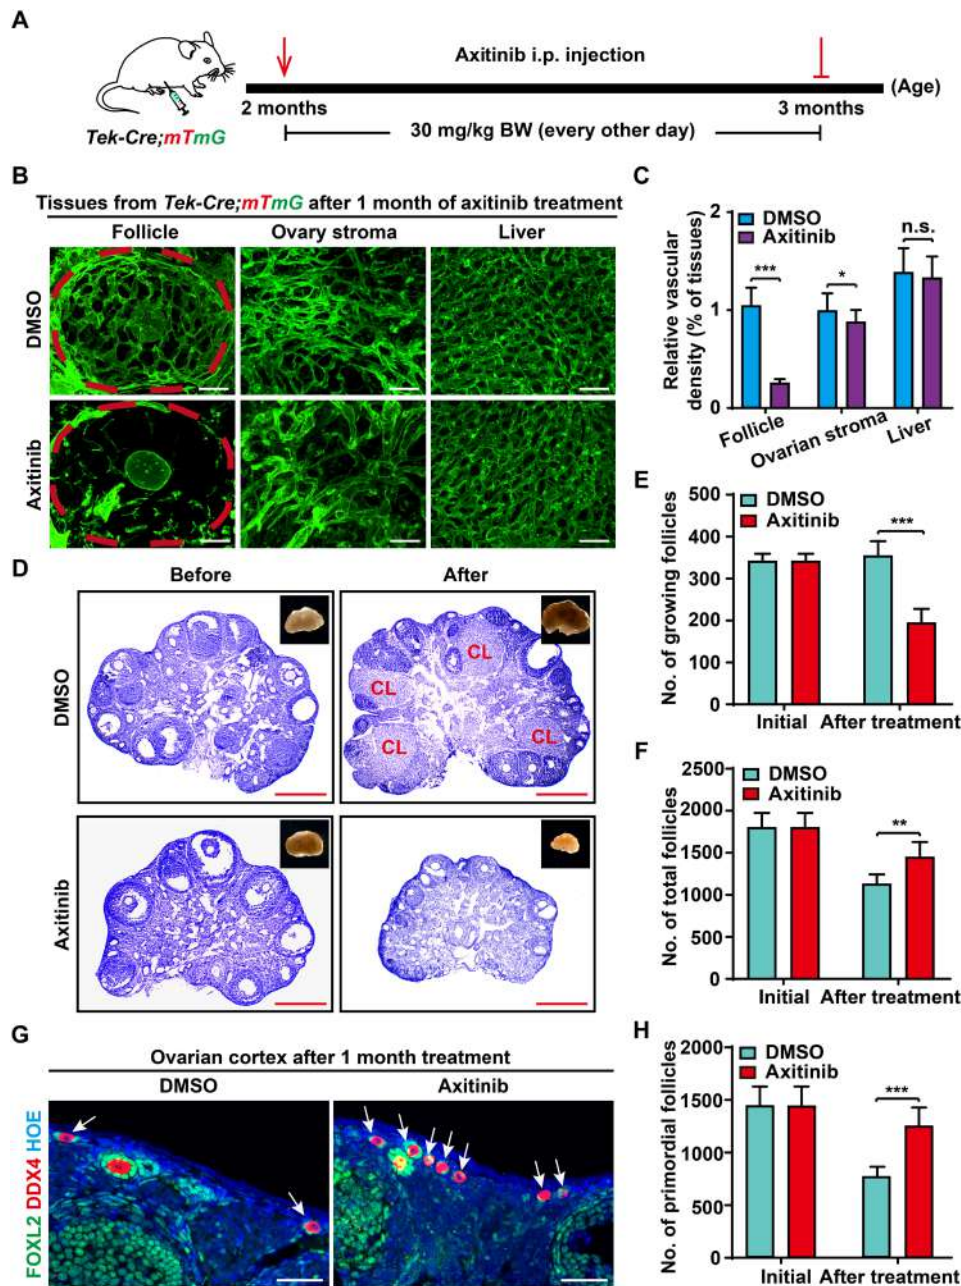 A
Axitinib i.p. injection
(Age)
2 months
3 months
Tek-Cre;mTmG
30 mg/kg BW (every other day)
B
Tissues from Tek-Cre;mTmG after 1 month of axitinib treatment
Follicle
Ovary stroma
Liver
DMSO
Axitinib
C
Relative vascular
density (% of tissues)
2
1
0
DMSO
Axitinib
***
*
n.s.
Follicle
Ovarian stroma
Liver
D
Before
After
DMSO
CL
CL
CL
CL
Axitinib
E
No. of growing follicles
500
400
300
200
100
0
DMSO
Axitinib
***
Initial
After treatment
F
No. of total follicles
2500
2000
1500
1000
500
0
DMSO
Axitinib
**
Initial
After treatment
G
Ovarian cortex after 1 month treatment
DMSO
Axitinib
FOXL2 DDX4 HOE
H
No. of primordial follicles
2000
1500
1000
500
0
DMSO
Axitinib
***
Initial
After treatment